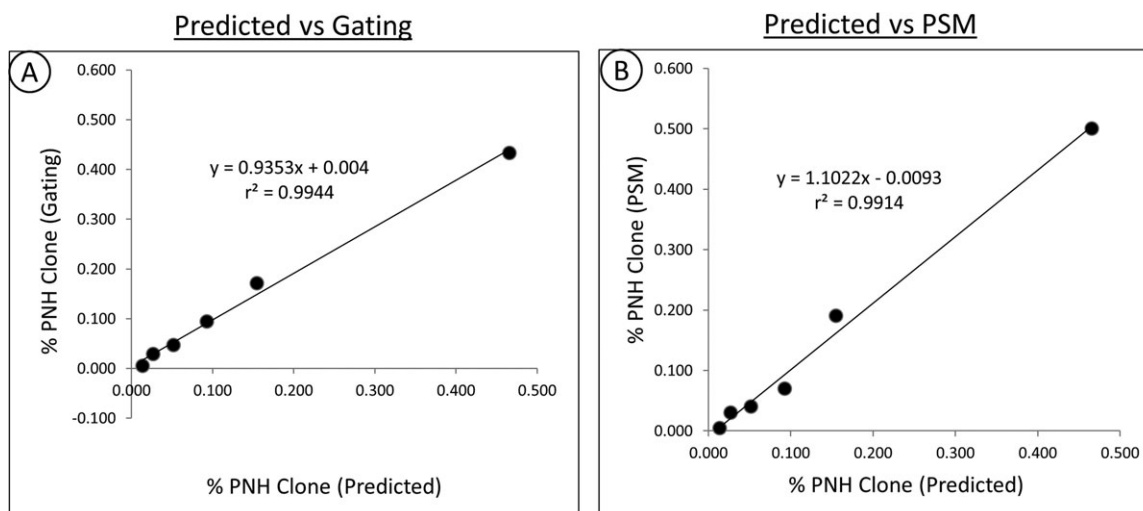 Predicted vs Gating
A
0.600
0.500
0.400
0.300
0.200
0.100
0.000
-0.100
% PNH Clone (Gating)
y = 0.9353x + 0.004
r² = 0.9944
0.000 0.100 0.200 0.300 0.400 0.500
% PNH Clone (Predicted)
Predicted vs PSM
B
0.600
0.500
0.400
0.300
0.200
0.100
0.000
% PNH Clone (PSM)
y = 1.1022x - 0.0093
r² = 0.9914
0.000 0.100 0.200 0.300 0.400 0.500
% PNH Clone (Predicted)